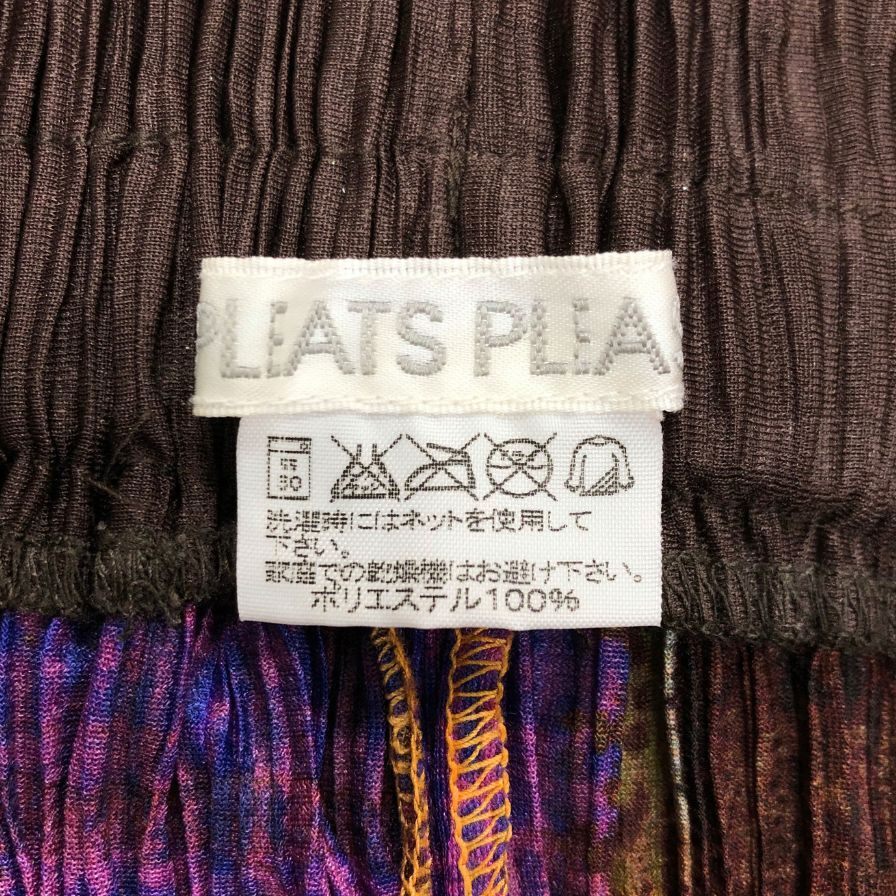 PLEATS PLEA
弱
30
洗濯時にはネットを使用して
下さい。
家庭での乾燥機はお避け下さい。
ポリエステル100%